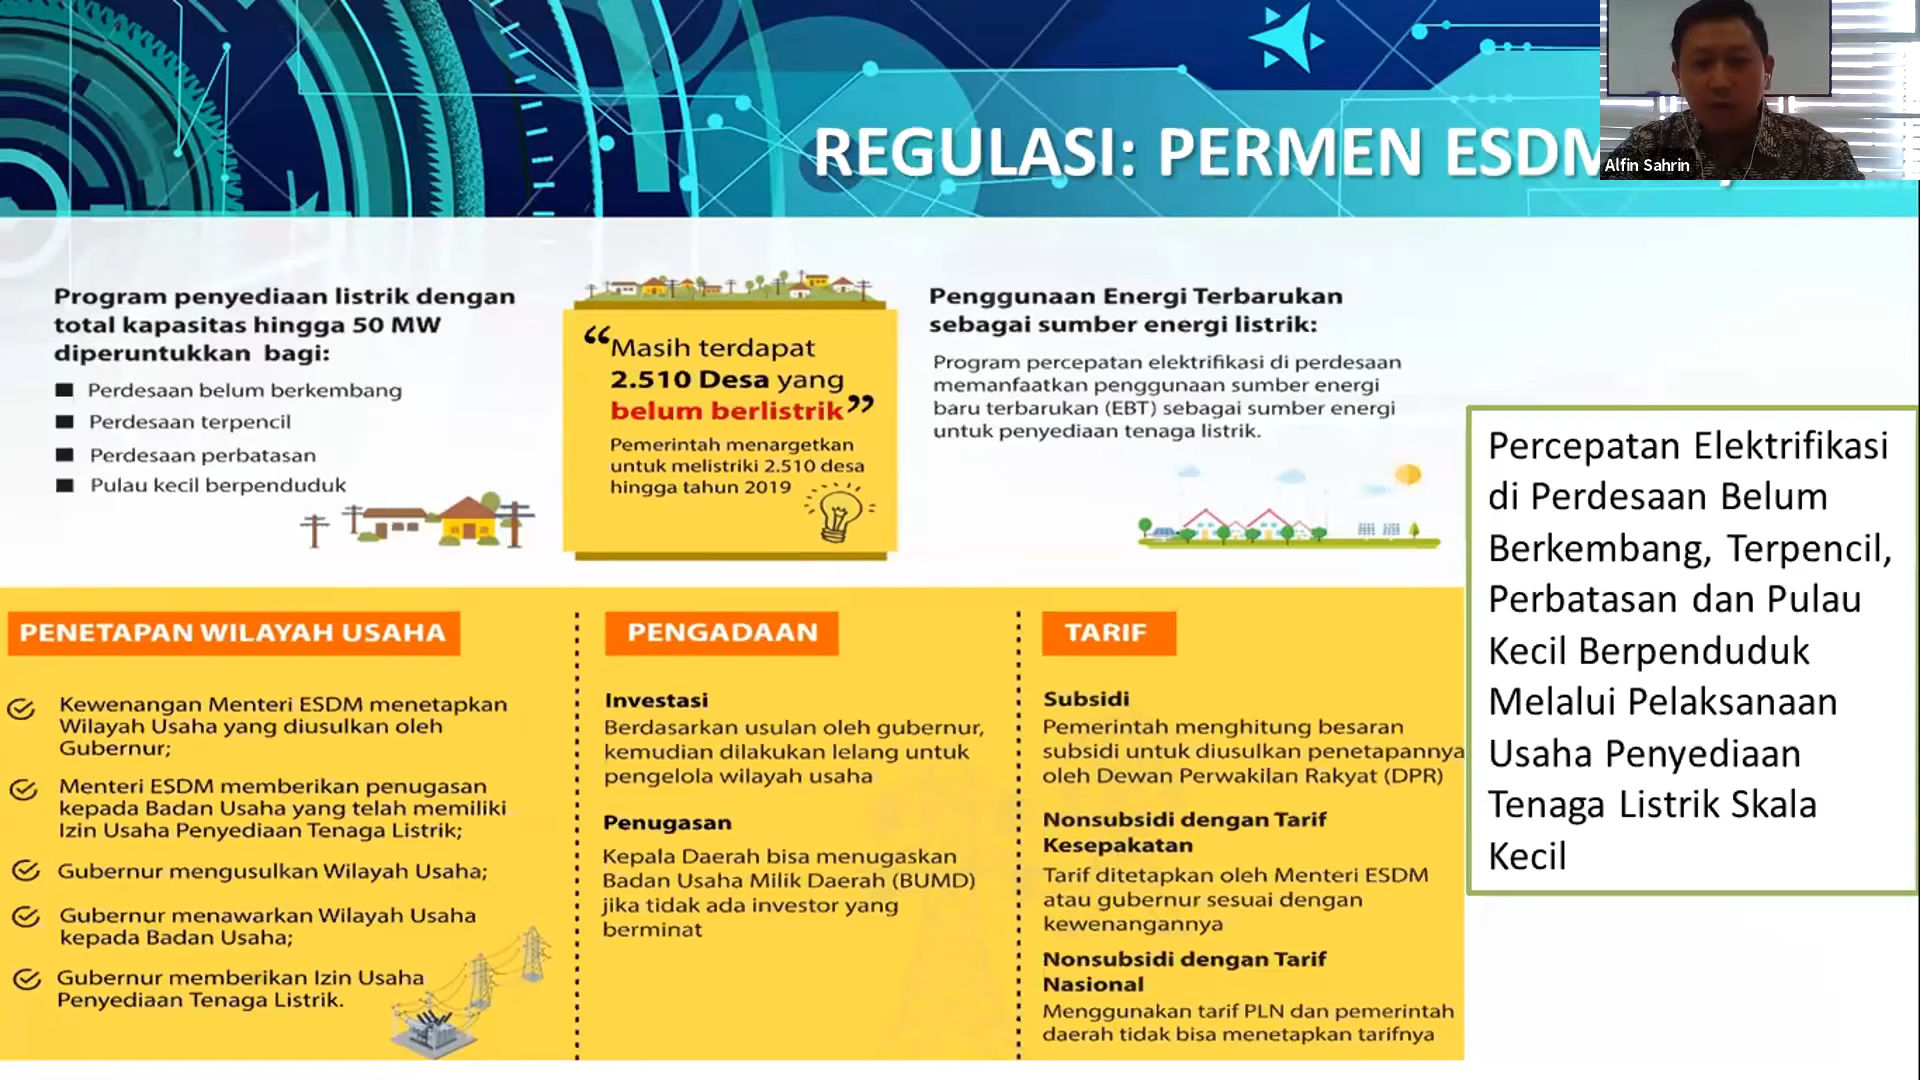 REGULASI: PERMEN ESDM
Alfin Sahrin
Program penyediaan listrik dengan
total kapasitas hingga 50 MW
diperuntukkan bagi:
Perdesaan belum berkembang
Perdesaan terpencil
Perdesaan perbatasan
Pulau kecil berpenduduk
“Masih terdapat
2.510 Desa yang
belum berlistrik”
Pemerintah menargetkan
untuk melistriki 2.510 desa
hingga tahun 2019
Penggunaan Energi Terbarukan
sebagai sumber energi listrik:
Program percepatan elektrifikasi di perdesaan
memanfaatkan penggunaan sumber energi
baru terbarukan (EBT) sebagai sumber energi
untuk penyediaan tenaga listrik.
Percepatan Elektrifikasi
di Perdesaan Belum
Berkembang, Terpencil,
Perbatasan dan Pulau
Kecil Berpenduduk
Melalui Pelaksanaan
Usaha Penyediaan
Tenaga Listrik Skala
Kecil
PENETAPAN WILAYAH USAHA
Kewenangan Menteri ESDM menetapkan
Wilayah Usaha yang diusulkan oleh
Gubernur;
Menteri ESDM memberikan penugasan
kepada Badan Usaha yang telah memiliki
Izin Usaha Penyediaan Tenaga Listrik;
Gubernur mengusulkan Wilayah Usaha;
Gubernur menawarkan Wilayah Usaha
kepada Badan Usaha;
Gubernur memberikan Izin Usaha
Penyediaan Tenaga Listrik.
PENGADAAN
Investasi
Berdasarkan usulan oleh gubernur,
kemudian dilakukan lelang untuk
pengelola wilayah usaha
Penugasan
Kepala Daerah bisa menugaskan
Badan Usaha Milik Daerah (BUMD)
jika tidak ada investor yang
berminat
TARIF
Subsidi
Pemerintah menghitung besaran
subsidi untuk diusulkan penetapannya
oleh Dewan Perwakilan Rakyat (DPR)
Nonsubsidi dengan Tarif
Kesepakatan
Tarif ditetapkan oleh Menteri ESDM
atau gubernur sesuai dengan
kewenangannya
Nonsubsidi dengan Tarif
Nasional
Menggunakan tarif PLN dan pemerintah
daerah tidak bisa menetapkan tarifnya